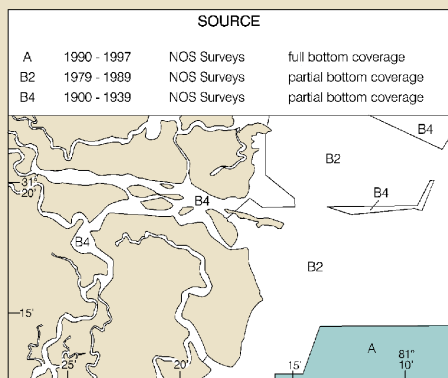 SOURCE
A 1990 - 1997 NOS Surveys full bottom coverage
B2 1979 - 1989 NOS Surveys partial bottom coverage
B4 1900 - 1939 NOS Surveys partial bottom coverage
B4
B2
31°
20'
B4
B4
B4
B2
15'
A
81°
10'
25'
20'
15'